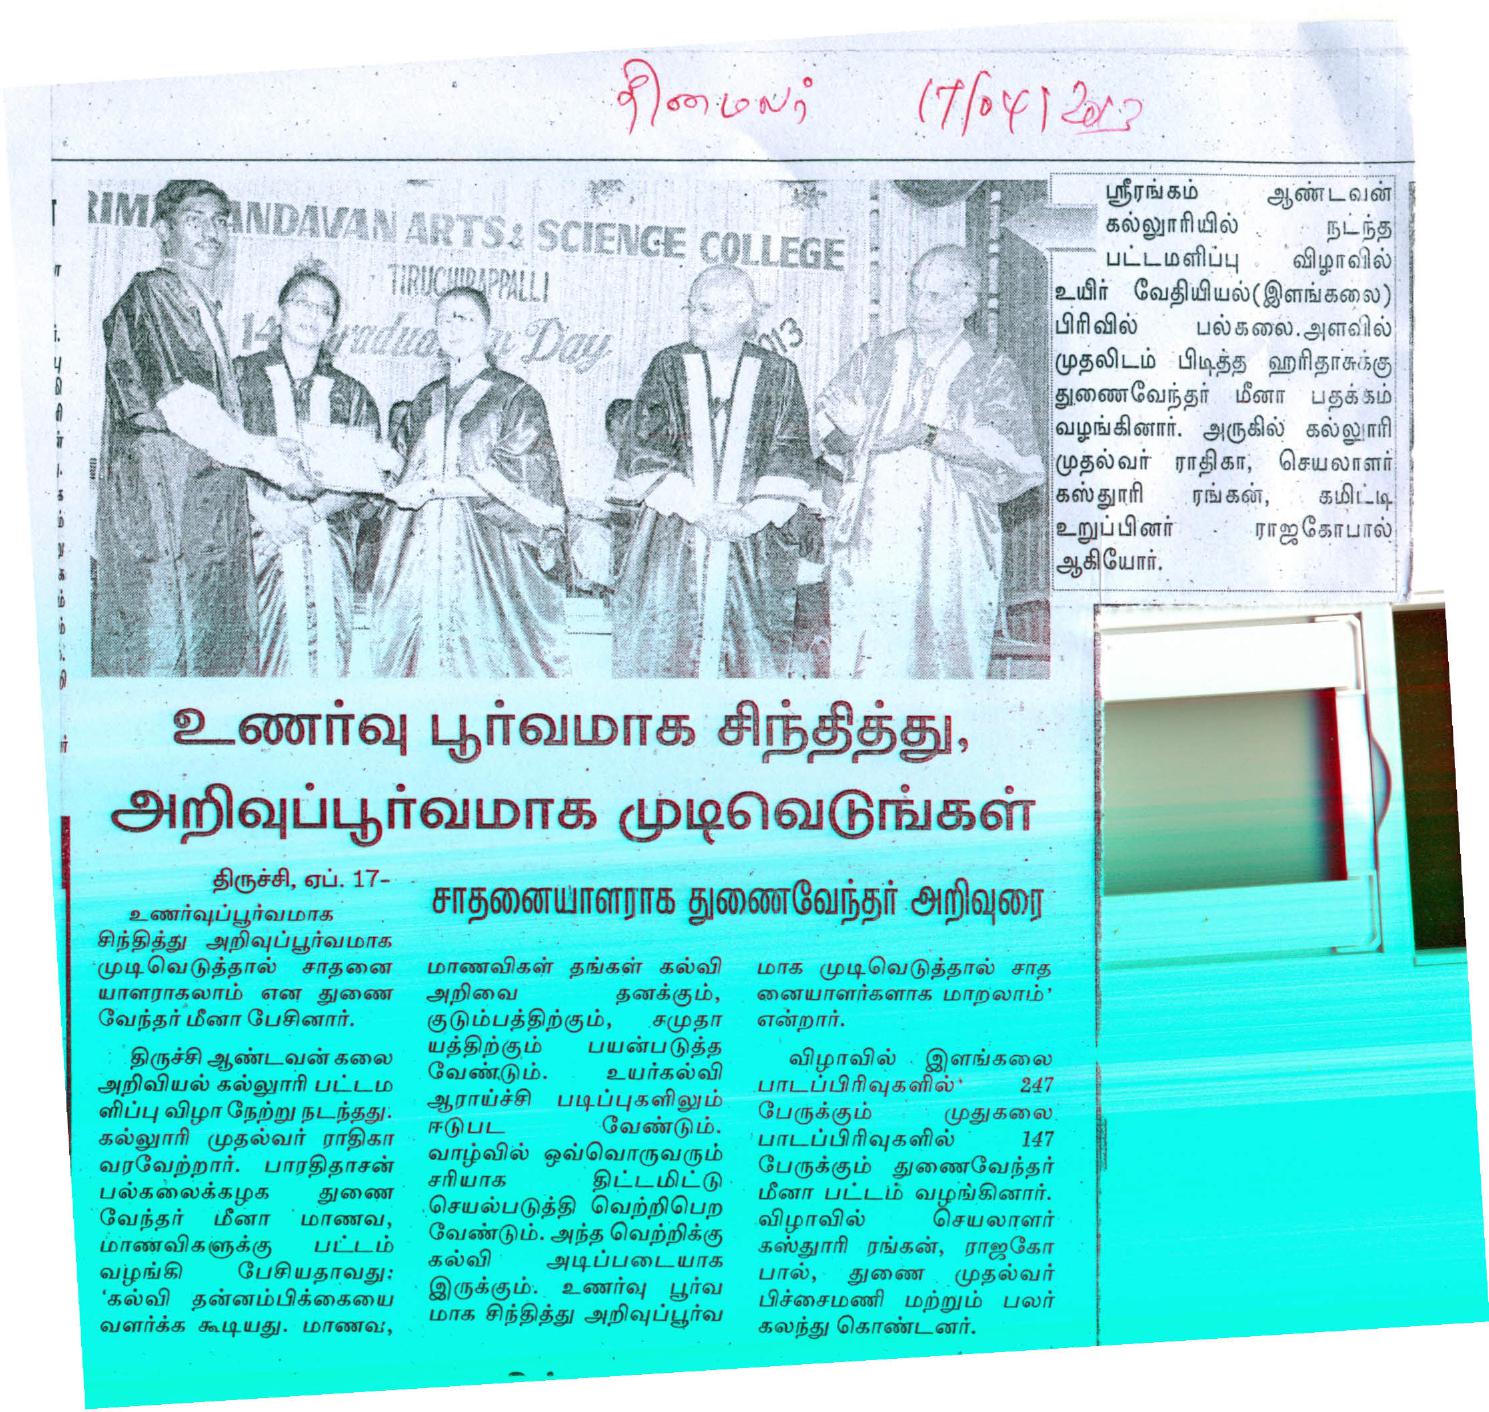 தினமலர் 17/04/2013
RIMA ANDAVAN ARTS & SCIENCE COLLEGE
TIRUCHIRAPPALLI
Day
ஸ்ரீரங்கம் ஆண்டவன்
கல்லூரியில் நடந்த
பட்டமளிப்பு விழாவில்
உயிர் வேதியியல்(இளங்கலை)
பிரிவில் பல்கலை.அளவில்
முதலிடம் பிடித்த ஹரிதாசுக்கு
துணைவேந்தர் மீனா பதக்கம்
வழங்கினார். அருகில் கல்லூரி
முதல்வர் ராதிகா, செயலாளர்
கஸ்தூரி ரங்கன், கமிட்டி
உறுப்பினர் ராஜகோபால்
ஆகியோர்.
உணர்வு பூர்வமாக சிந்தித்து,
அறிவுப்பூர்வமாக முடிவெடுங்கள்
சாதனையாளராக துணைவேந்தர் அறிவுரை
திருச்சி, ஏப். 17–
உணர்வுப்பூர்வமாக
சிந்தித்து அறிவுப்பூர்வமாக
முடிவெடுத்தால் சாதனை
யாளராகலாம் என துணை
வேந்தர் மீனா பேசினார்.
திருச்சி ஆண்டவன் கலை
அறிவியல் கல்லூரி பட்டம
ளிப்பு விழா நேற்று நடந்தது.
கல்லூரி முதல்வர் ராதிகா
வரவேற்றார். பாரதிதாசன்
பல்கலைக்கழக துணை
வேந்தர் மீனா மாணவ,
மாணவிகளுக்கு பட்டம்
வழங்கி பேசியதாவது:
‘கல்வி தன்னம்பிக்கையை
வளர்க்க கூடியது. மாணவ,
மாணவிகள் தங்கள் கல்வி
அறிவை தனக்கும்,
குடும்பத்திற்கும், சமுதா
யத்திற்கும் பயன்படுத்த
வேண்டும். உயர்கல்வி
ஆராய்ச்சி படிப்புகளிலும்
ஈடுபட வேண்டும்.
வாழ்வில் ஒவ்வொருவரும்
சரியாக திட்டமிட்டு
செயல்படுத்தி வெற்றிபெற
வேண்டும். அந்த வெற்றிக்கு
கல்வி அடிப்படையாக
இருக்கும். உணர்வு பூர்வ
மாக சிந்தித்து அறிவுப்பூர்வ
மாக முடிவெடுத்தால் சாத
னையாளர்களாக மாறலாம்’
என்றார்.
விழாவில் இளங்கலை
பாடப்பிரிவுகளில் 247
பேருக்கும் முதுகலை
பாடப்பிரிவுகளில் 147
பேருக்கும் துணைவேந்தர்
மீனா பட்டம் வழங்கினார்.
விழாவில் செயலாளர்
கஸ்தூரி ரங்கன், ராஜகோ
பால், துணை முதல்வர்
பிச்சைமணி மற்றும் பலர்
கலந்து கொண்டனர்.